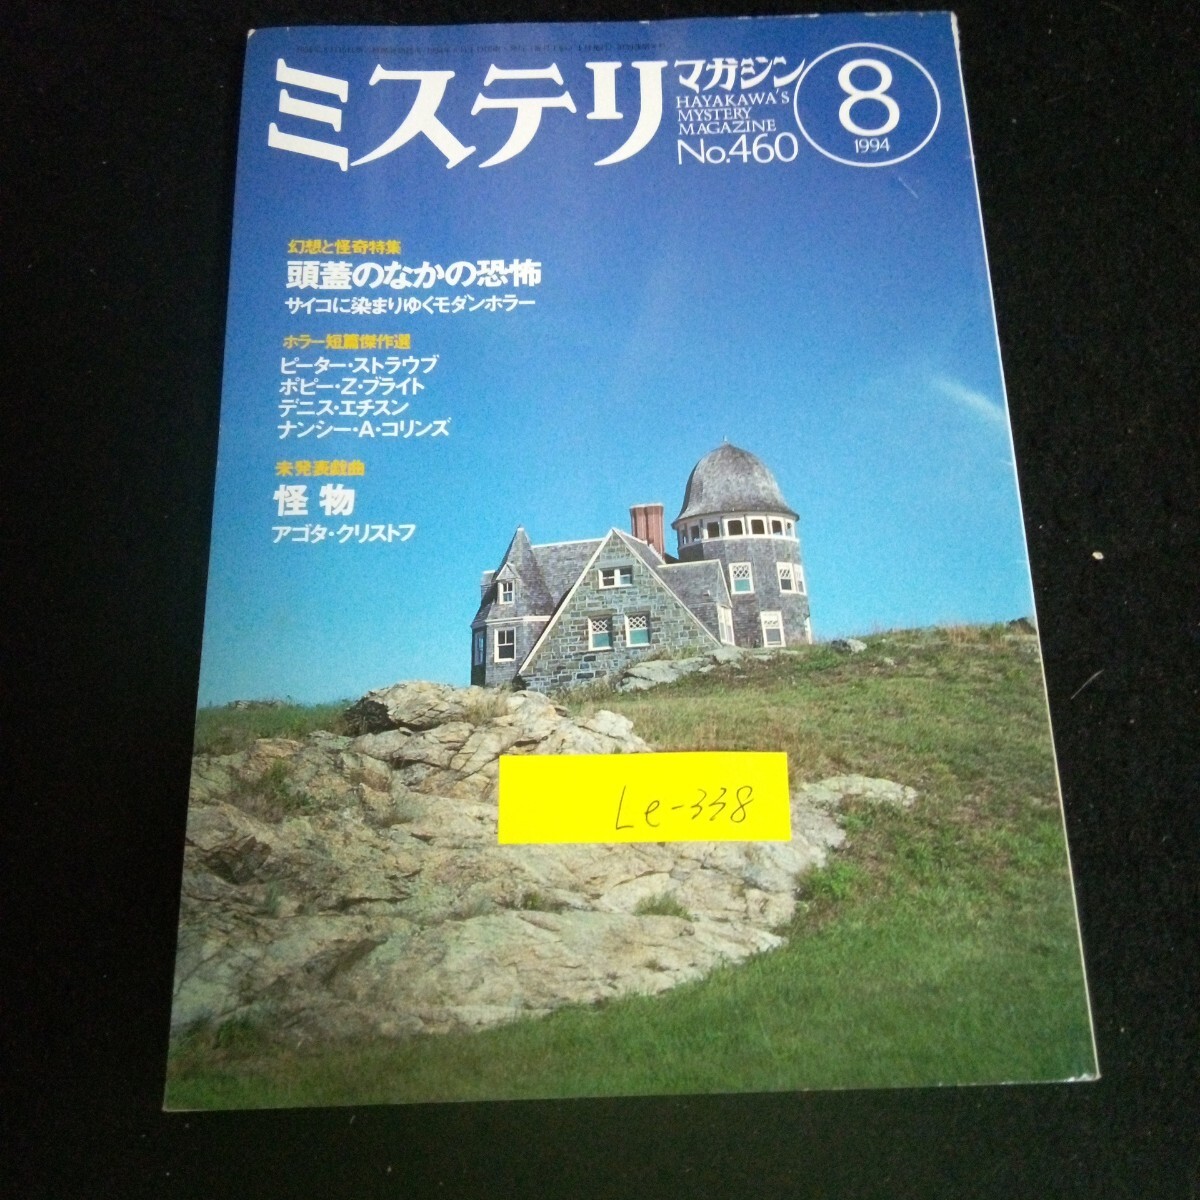 ミステリマガジン
HAYAKAWA'S
MYSTERY
MAGAZINE
No.460
8
1994
幻想と怪奇特集
頭蓋のなかの恐怖
サイコに染まりゆくモダンホラー
ホラー短篇傑作選
ピーター・ストラウブ
ポピー・Z・ブライト
デニス・エチスン
ナンシー・A・コリンズ
未発表戯曲
怪物
アゴタ・クリストフ
Le-338